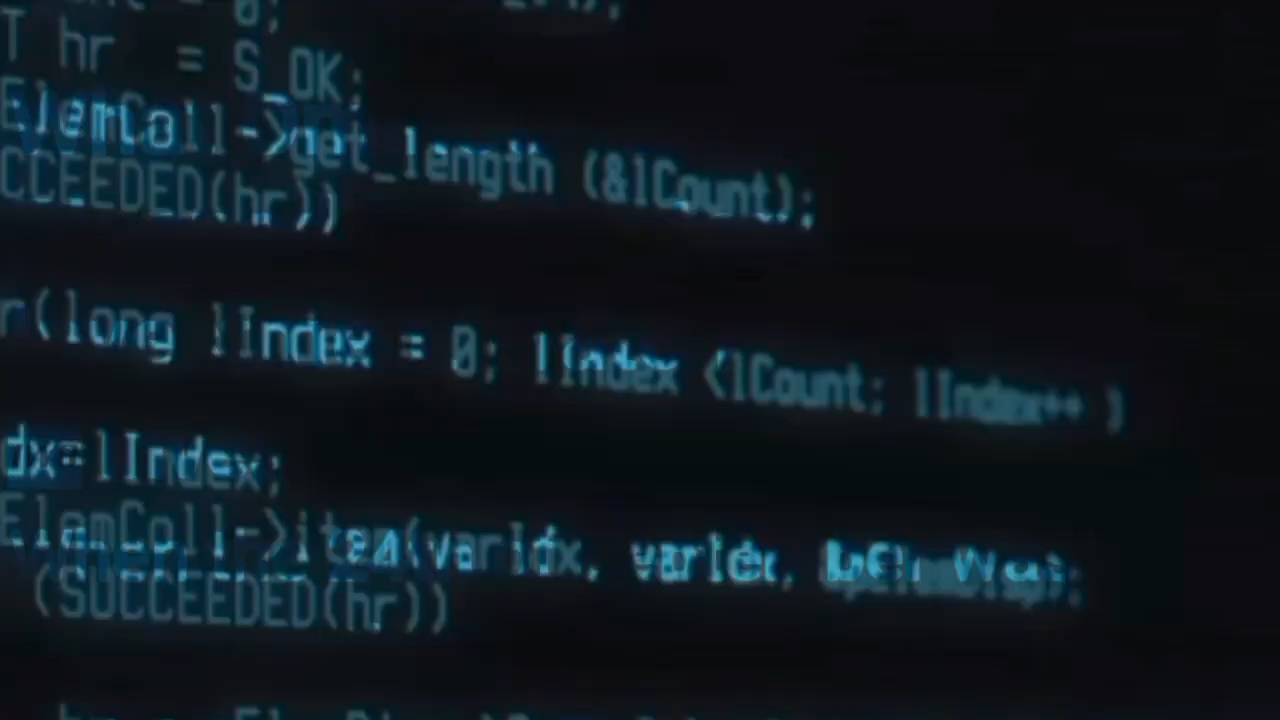 = 0;
T hr = S_OK;
ElemColl->get_length (&lCount);
CCEEDED(hr))
r(long lIndex = 0; lIndex <lCount; lIndex++ )
dx=lIndex;
ElemColl->item(varIdx, varIdx,
(SUCCEEDED(hr))